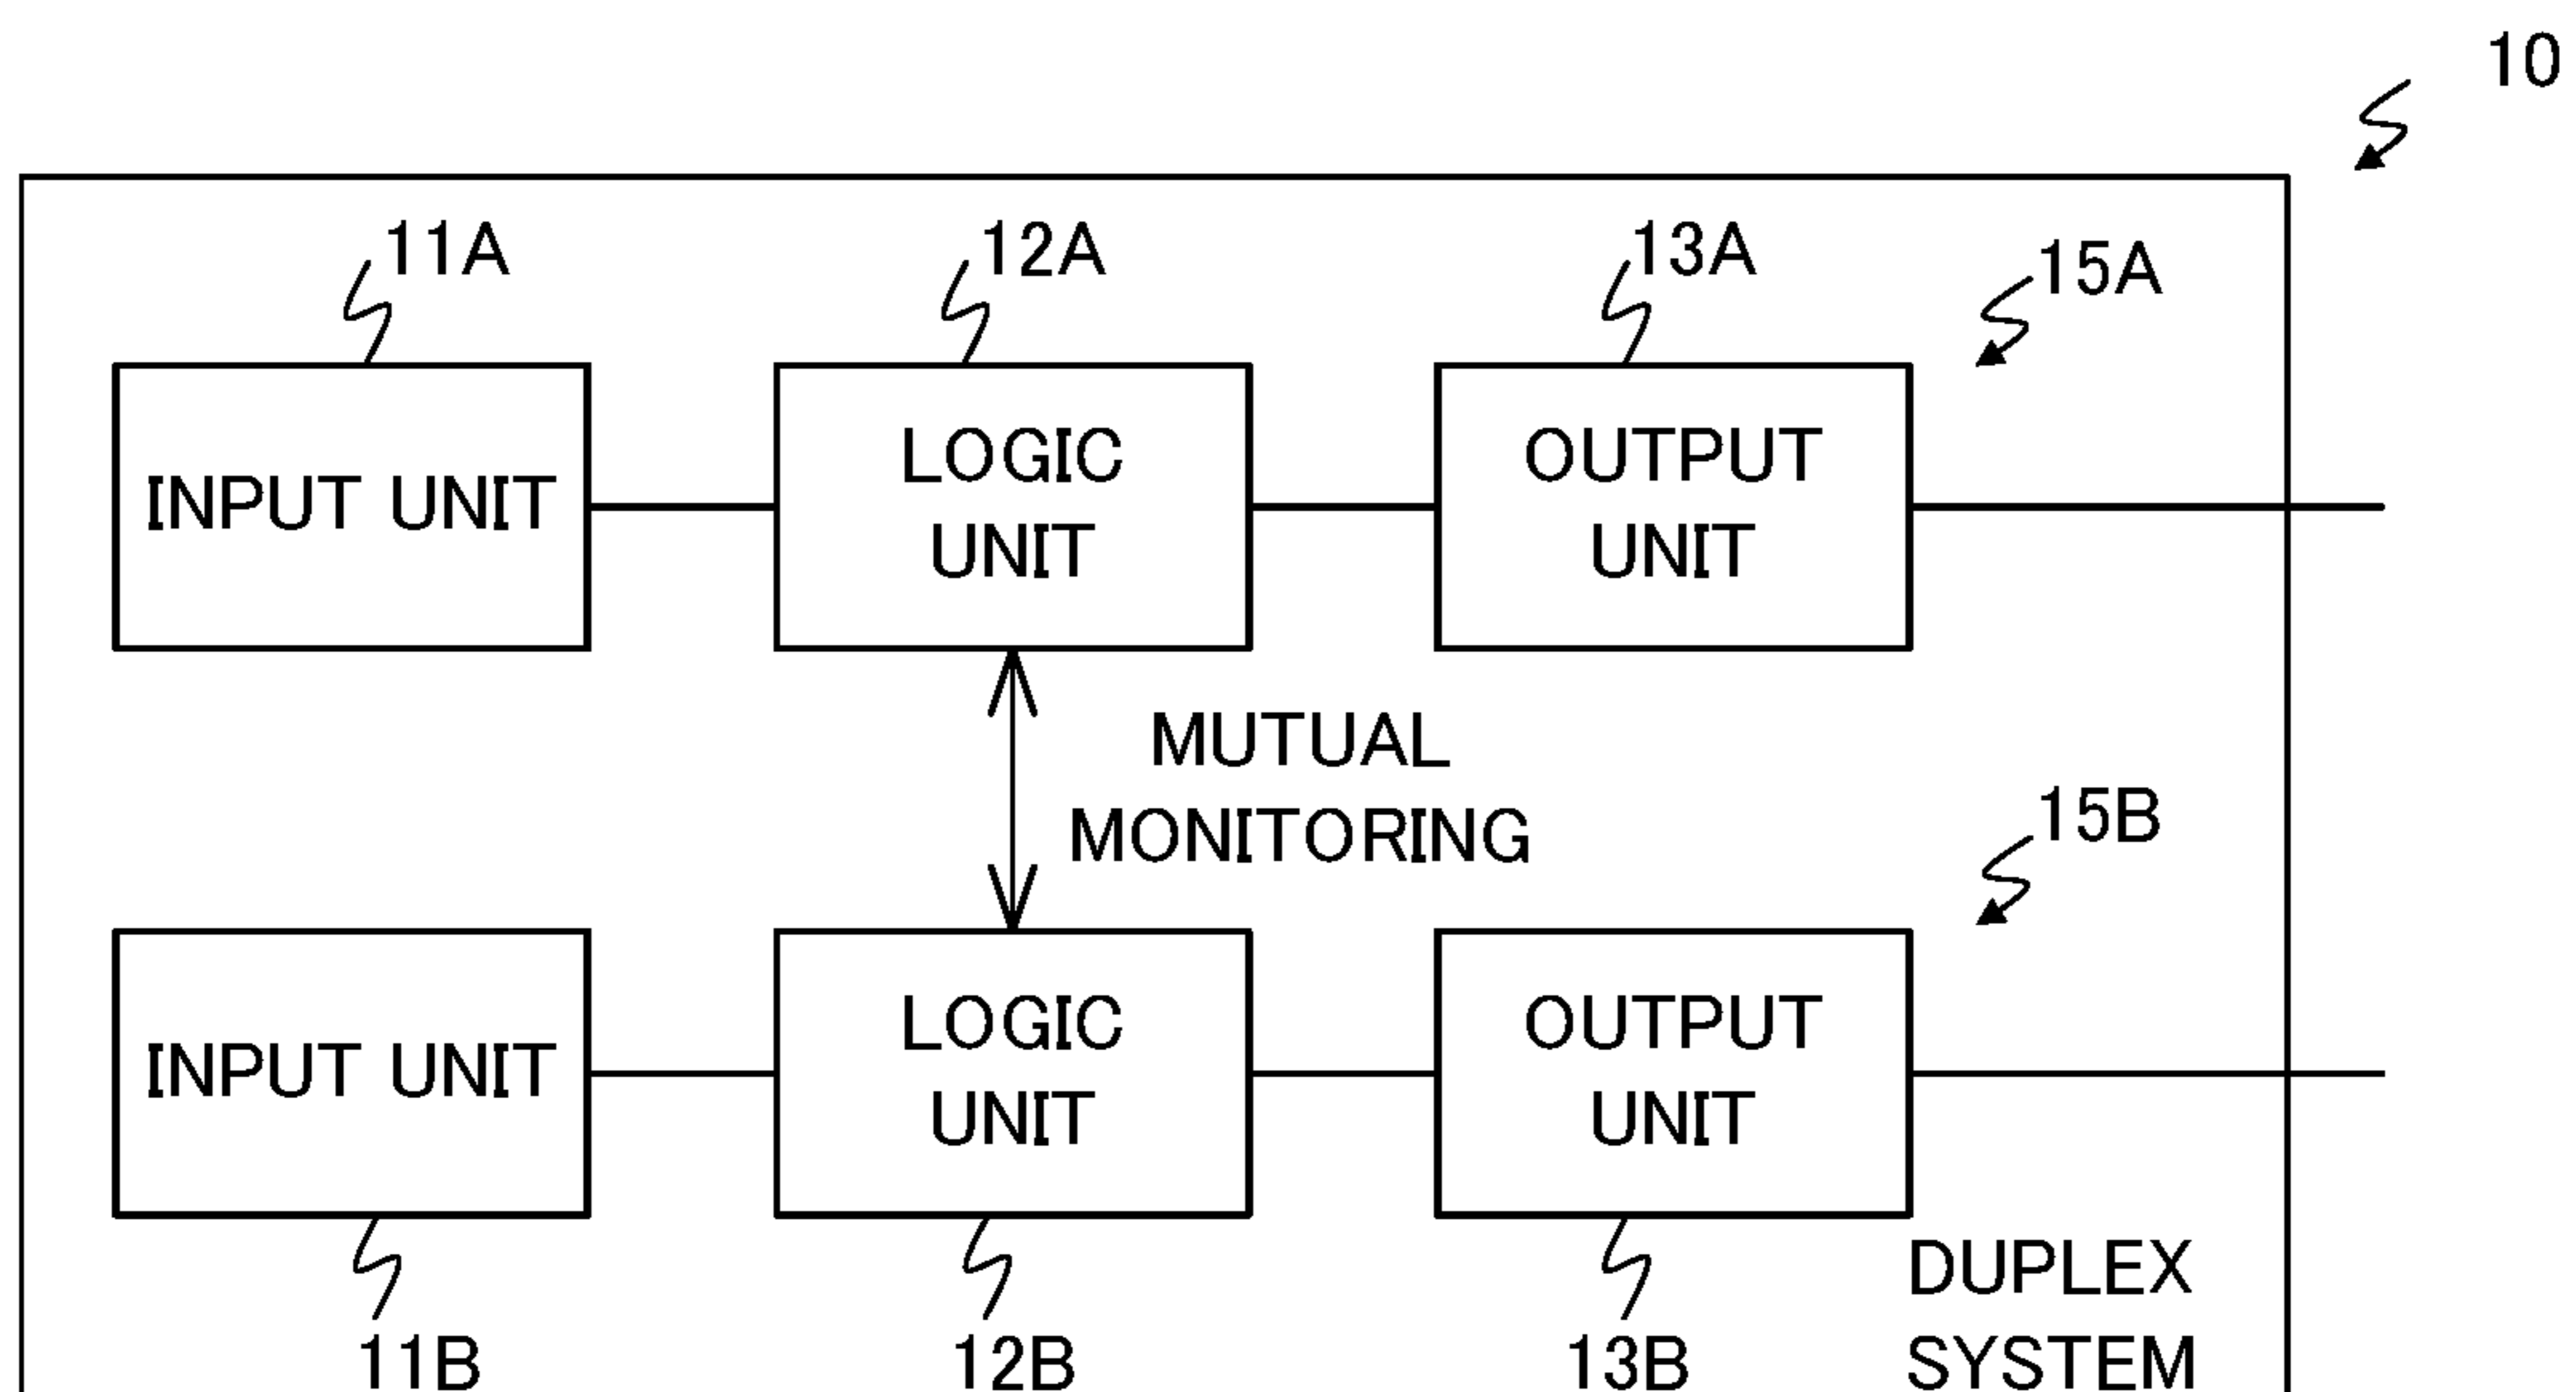 10
11A
12A
13A
15A
INPUT UNIT
LOGIC
UNIT
OUTPUT
UNIT
MUTUAL
MONITORING
15B
INPUT UNIT
LOGIC
UNIT
OUTPUT
UNIT
11B
12B
13B
DUPLEX
SYSTEM